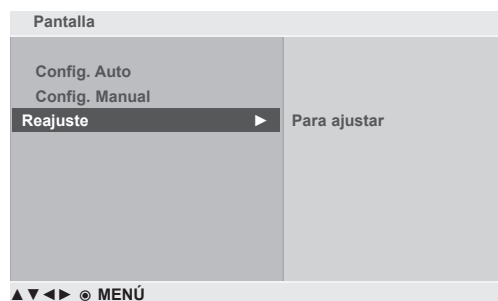 Pantalla
Config. Auto
Config. Manual
Reajuste ► Para ajustar
▲▼◄► ◉ MENÚ